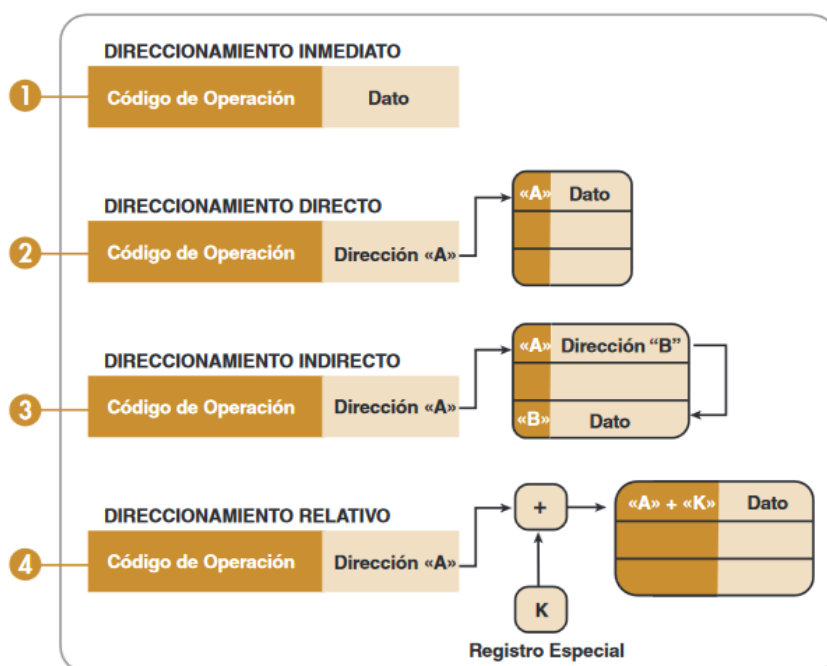 DIRECCIONAMIENTO INMEDIATO
1
Código de Operación
Dato
DIRECCIONAMIENTO DIRECTO
2
Código de Operación
Dirección «A»
«A»
Dato
DIRECCIONAMIENTO INDIRECTO
3
Código de Operación
Dirección «A»
«A»
Dirección “B”
«B»
Dato
DIRECCIONAMIENTO RELATIVO
4
Código de Operación
Dirección «A»
+
«A» + «K»
Dato
K
Registro Especial